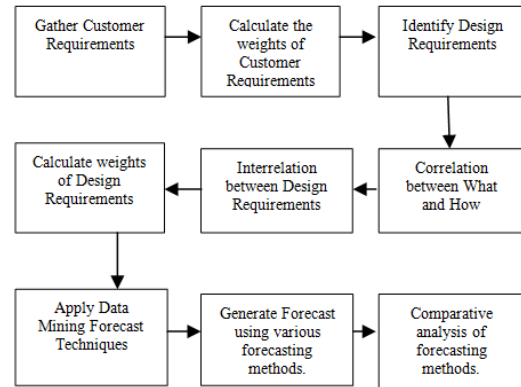 Gather Customer
Requirements
Calculate the
weights of
Customer
Requirements
Identify Design
Requirements
Correlation
between What
and How
Interrelation
between Design
Requirements
Calculate weights
of Design
Requirements
Apply Data
Mining Forecast
Techniques
Generate Forecast
using various
forecasting
methods.
Comparative
analysis of
forecasting
methods.